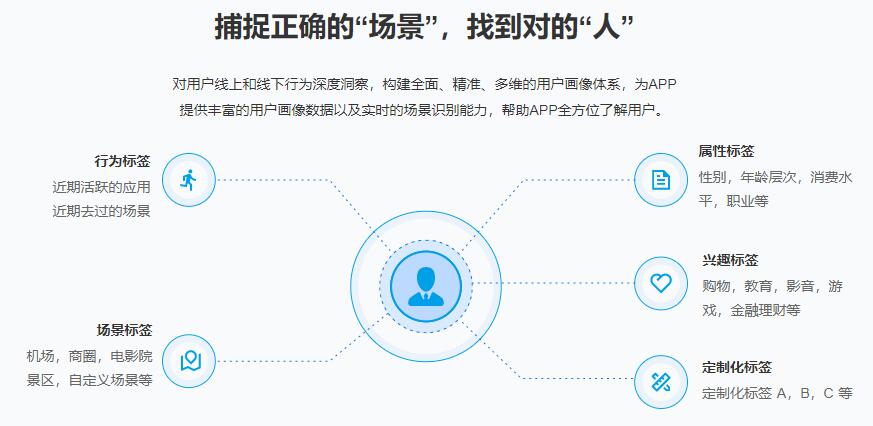 捕捉正确的“场景”，找到对的“人”
对用户线上和线下行为深度洞察，构建全面、精准、多维的用户画像体系，为APP
提供丰富的用户画像数据以及实时的场景识别能力，帮助APP全方位了解用户。
行为标签
近期活跃的应用
近期去过的场景
场景标签
机场，商圈，电影院
景区，自定义场景等
属性标签
性别，年龄层次，消费水
平，职业等
兴趣标签
购物，教育，影音，游
戏，金融理财等
定制化标签
定制化标签 A，B，C 等